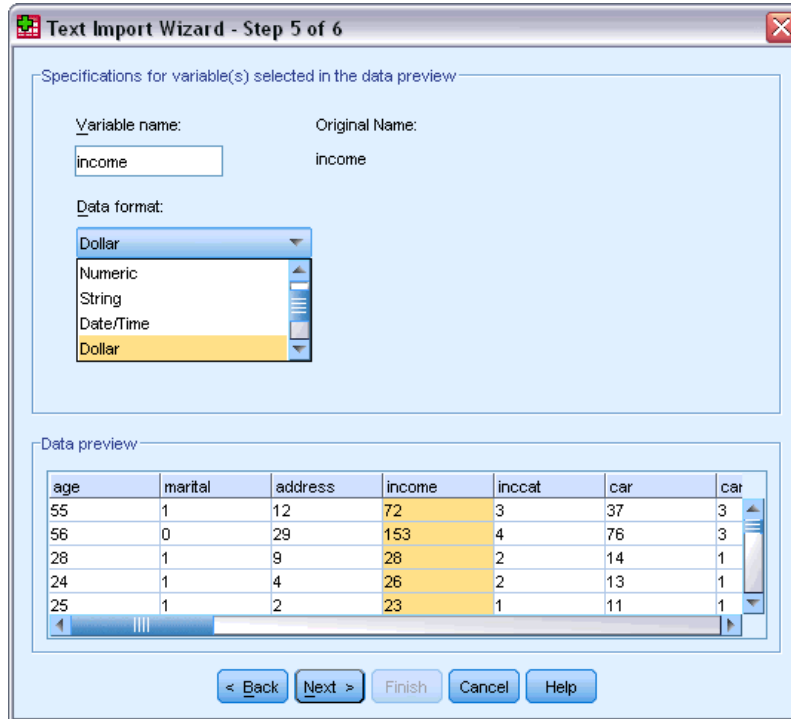 Text Import Wizard - Step 5 of 6
Specifications for variable(s) selected in the data preview
Variable name: Original Name:
income income
Data format:
Dollar
Numeric
String
Date/Time
Dollar
Data preview
age marital address income inccat car car
55 1 12 72 3 37 3
56 0 29 153 4 76 3
28 1 9 28 2 14 1
24 1 4 26 2 13 1
25 1 2 23 1 11 1
< Back Next > Finish Cancel Help